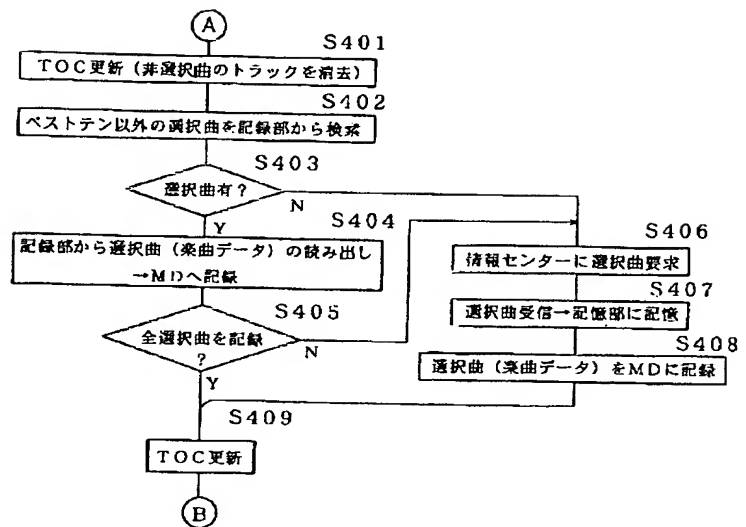 A
S401
TOC更新（非選択曲のトラックを消去）
S402
ベストテン以外の選択曲を記録部から検索
S403
選択曲有？
N
Y
S404
記録部から選択曲（楽曲データ）の読み出し
→MDへ記録
S405
全選択曲を記録
？
N
Y
S406
情報センターに選択曲要求
S407
選択曲受信→記憶部に記憶
S408
選択曲（楽曲データ）をMDに記録
S409
TOC更新
B